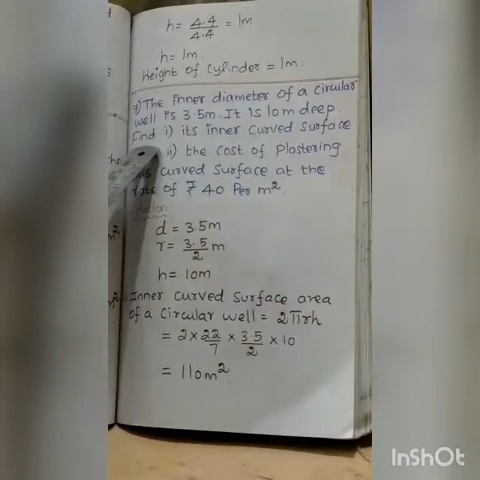 h = 4.4/4.4 = 1m
h = 1m.
Height of Cylinder = 1m.
7) The inner diameter of a Circular
well is 3.5m. It is 10m deep.
Find i) its inner Curved Surface
ii) the Cost of Plastering
Curved Surface at the
rate of ₹ 40 Per m²
d = 3.5m
r = 3.5/2 m
h = 10m
Inner Curved Surface area
of a Circular well = 2πrh
= 2 × 22/7 × 3.5/2 × 10
= 110m²
InShOt